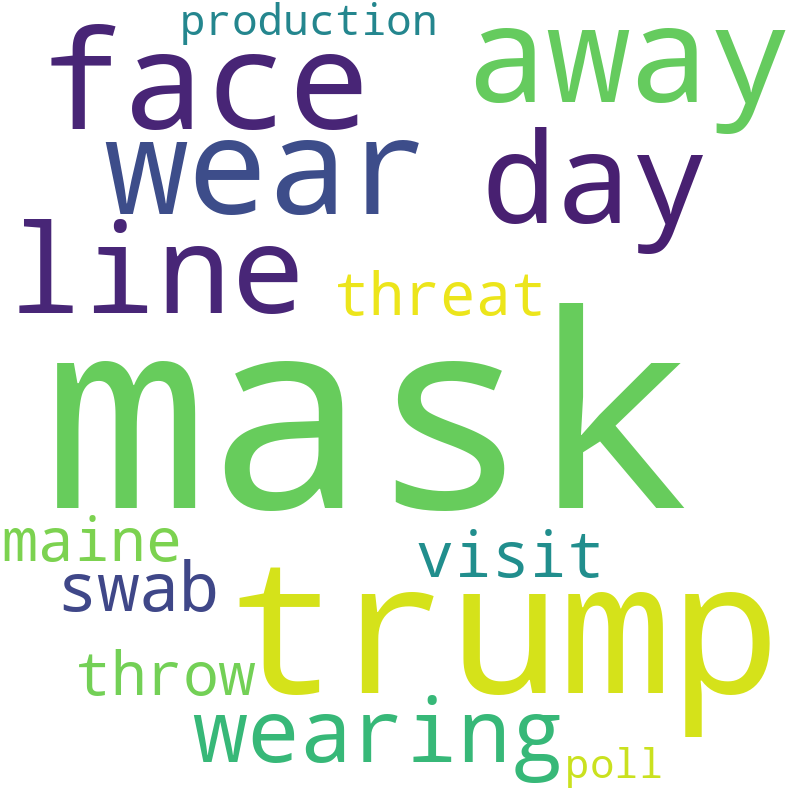 production
face away
wear day
line
threat
mask
maine
visit
swab
trump
throw
wearing
poll